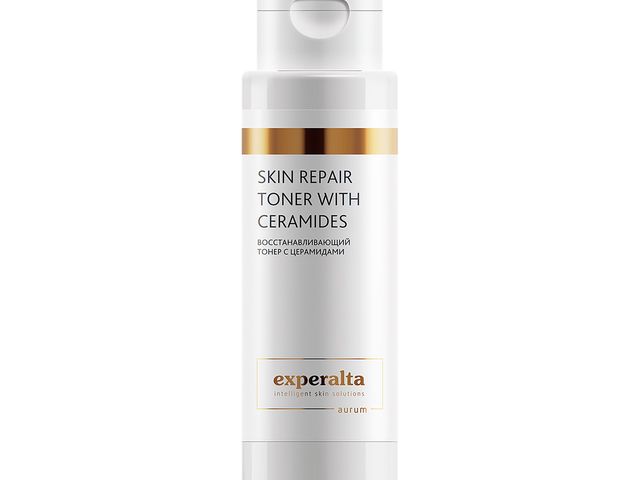 SKIN REPAIR
TONER WITH
CERAMIDES
ВОССТАНАВЛИВАЮЩИЙ
ТОНЕР С ЦЕРАМИДАМИ
experalta
intelligent skin solutions
aurum